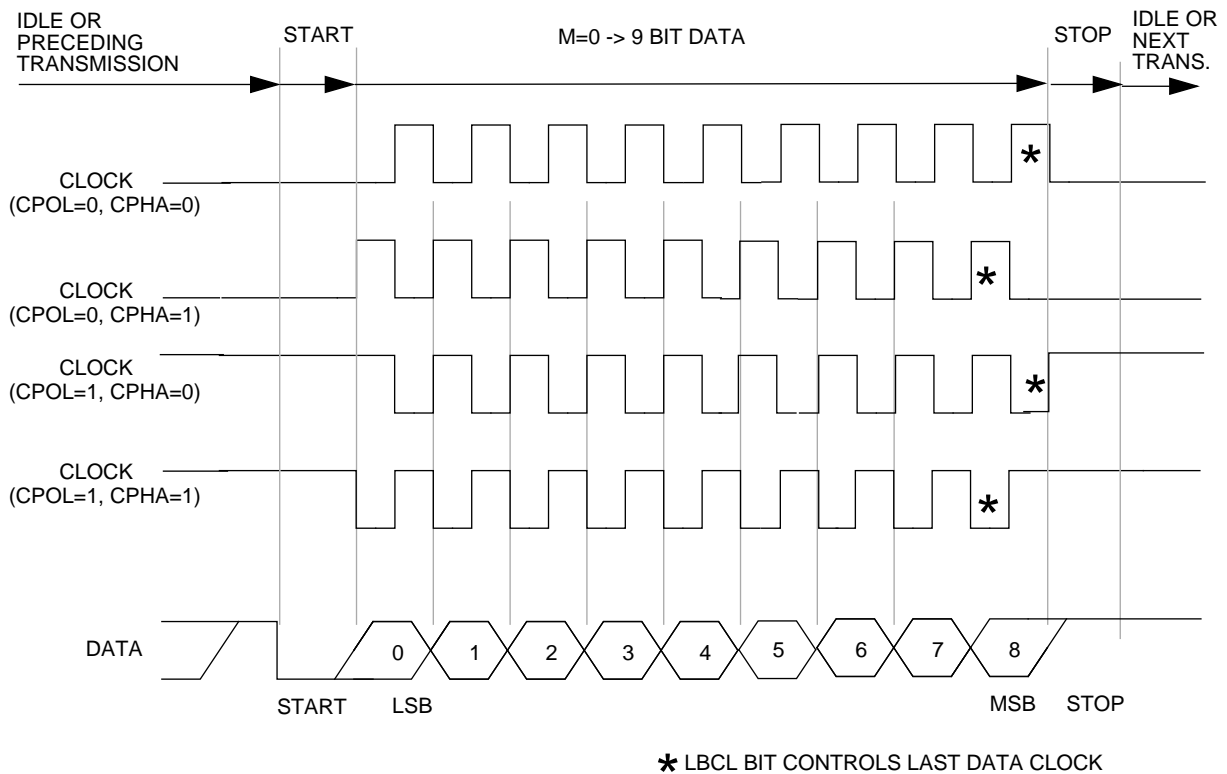 IDLE OR
PRECEDING
TRANSMISSION
START
M=0 -> 9 BIT DATA
STOP
IDLE OR
NEXT
TRANS.
*
CLOCK
(CPOL=0, CPHA=0)
*
CLOCK
(CPOL=0, CPHA=1)
*
CLOCK
(CPOL=1, CPHA=0)
*
CLOCK
(CPOL=1, CPHA=1)
DATA
0 1 2 3 4 5 6 7 8
START LSB MSB STOP
* LBCL BIT CONTROLS LAST DATA CLOCK